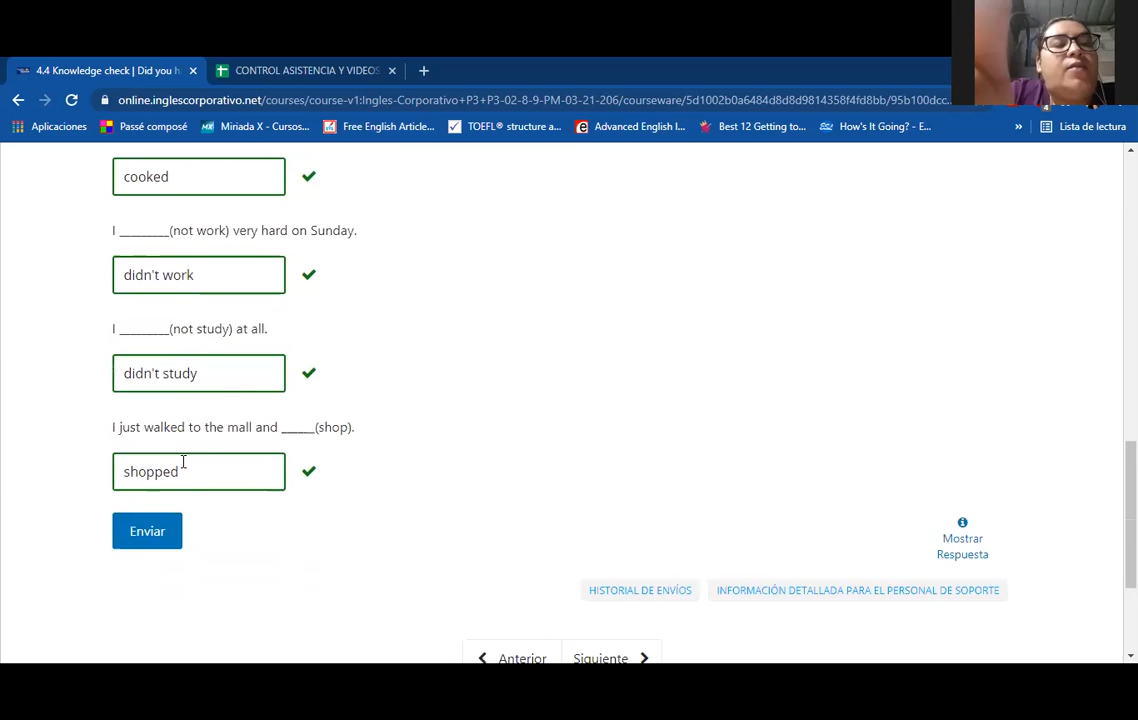 4.4 Knowledge check | Did you h
CONTROL ASISTENCIA Y VIDEOS
online.inglescorporativo.net/courses/course-v1:Ingles-Corporativo+P3+P3-02-8-9-PM-03-21-206/courseware/5d1002b0a6484d8d8d9814358f4fd8bb/95b100dcc...
Aplicaciones
Passé composé
Miriada X - Cursos...
Free English Article...
TOEFL® structure a...
Advanced English I...
Best 12 Getting to...
How's It Going? - E...
»
Lista de lectura
cooked
I _________(not work) very hard on Sunday.
didn't work
I _________(not study) at all.
didn't study
I just walked to the mall and ______(shop).
shopped
Enviar
Mostrar
Respuesta
HISTORIAL DE ENVÍOS
INFORMACIÓN DETALLADA PARA EL PERSONAL DE SOPORTE
Anterior
Siguiente